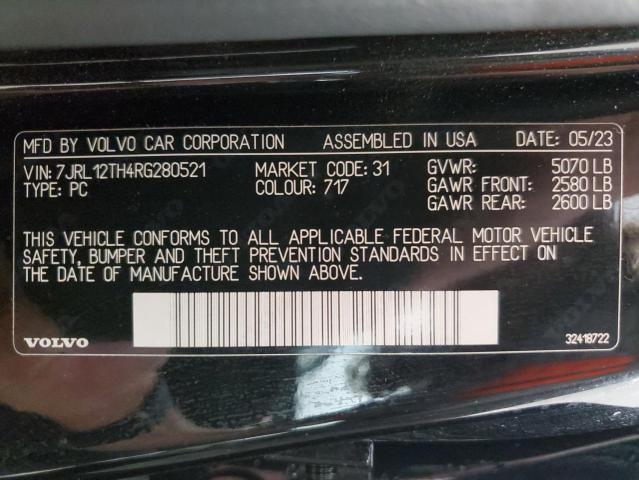 MFD BY VOLVO CAR CORPORATION ASSEMBLED IN USA DATE: 05/23
VIN: 7JRL12TH4RG280521 MARKET CODE: 31 GVWR: 5070 LB
TYPE: PC COLOUR: 717 GAWR FRONT: 2580 LB
GAWR REAR: 2600 LB
THIS VEHICLE CONFORMS TO ALL APPLICABLE FEDERAL MOTOR VEHICLE
SAFETY, BUMPER AND THEFT PREVENTION STANDARDS IN EFFECT ON
THE DATE OF MANUFACTURE SHOWN ABOVE.
VOLVO 32418722